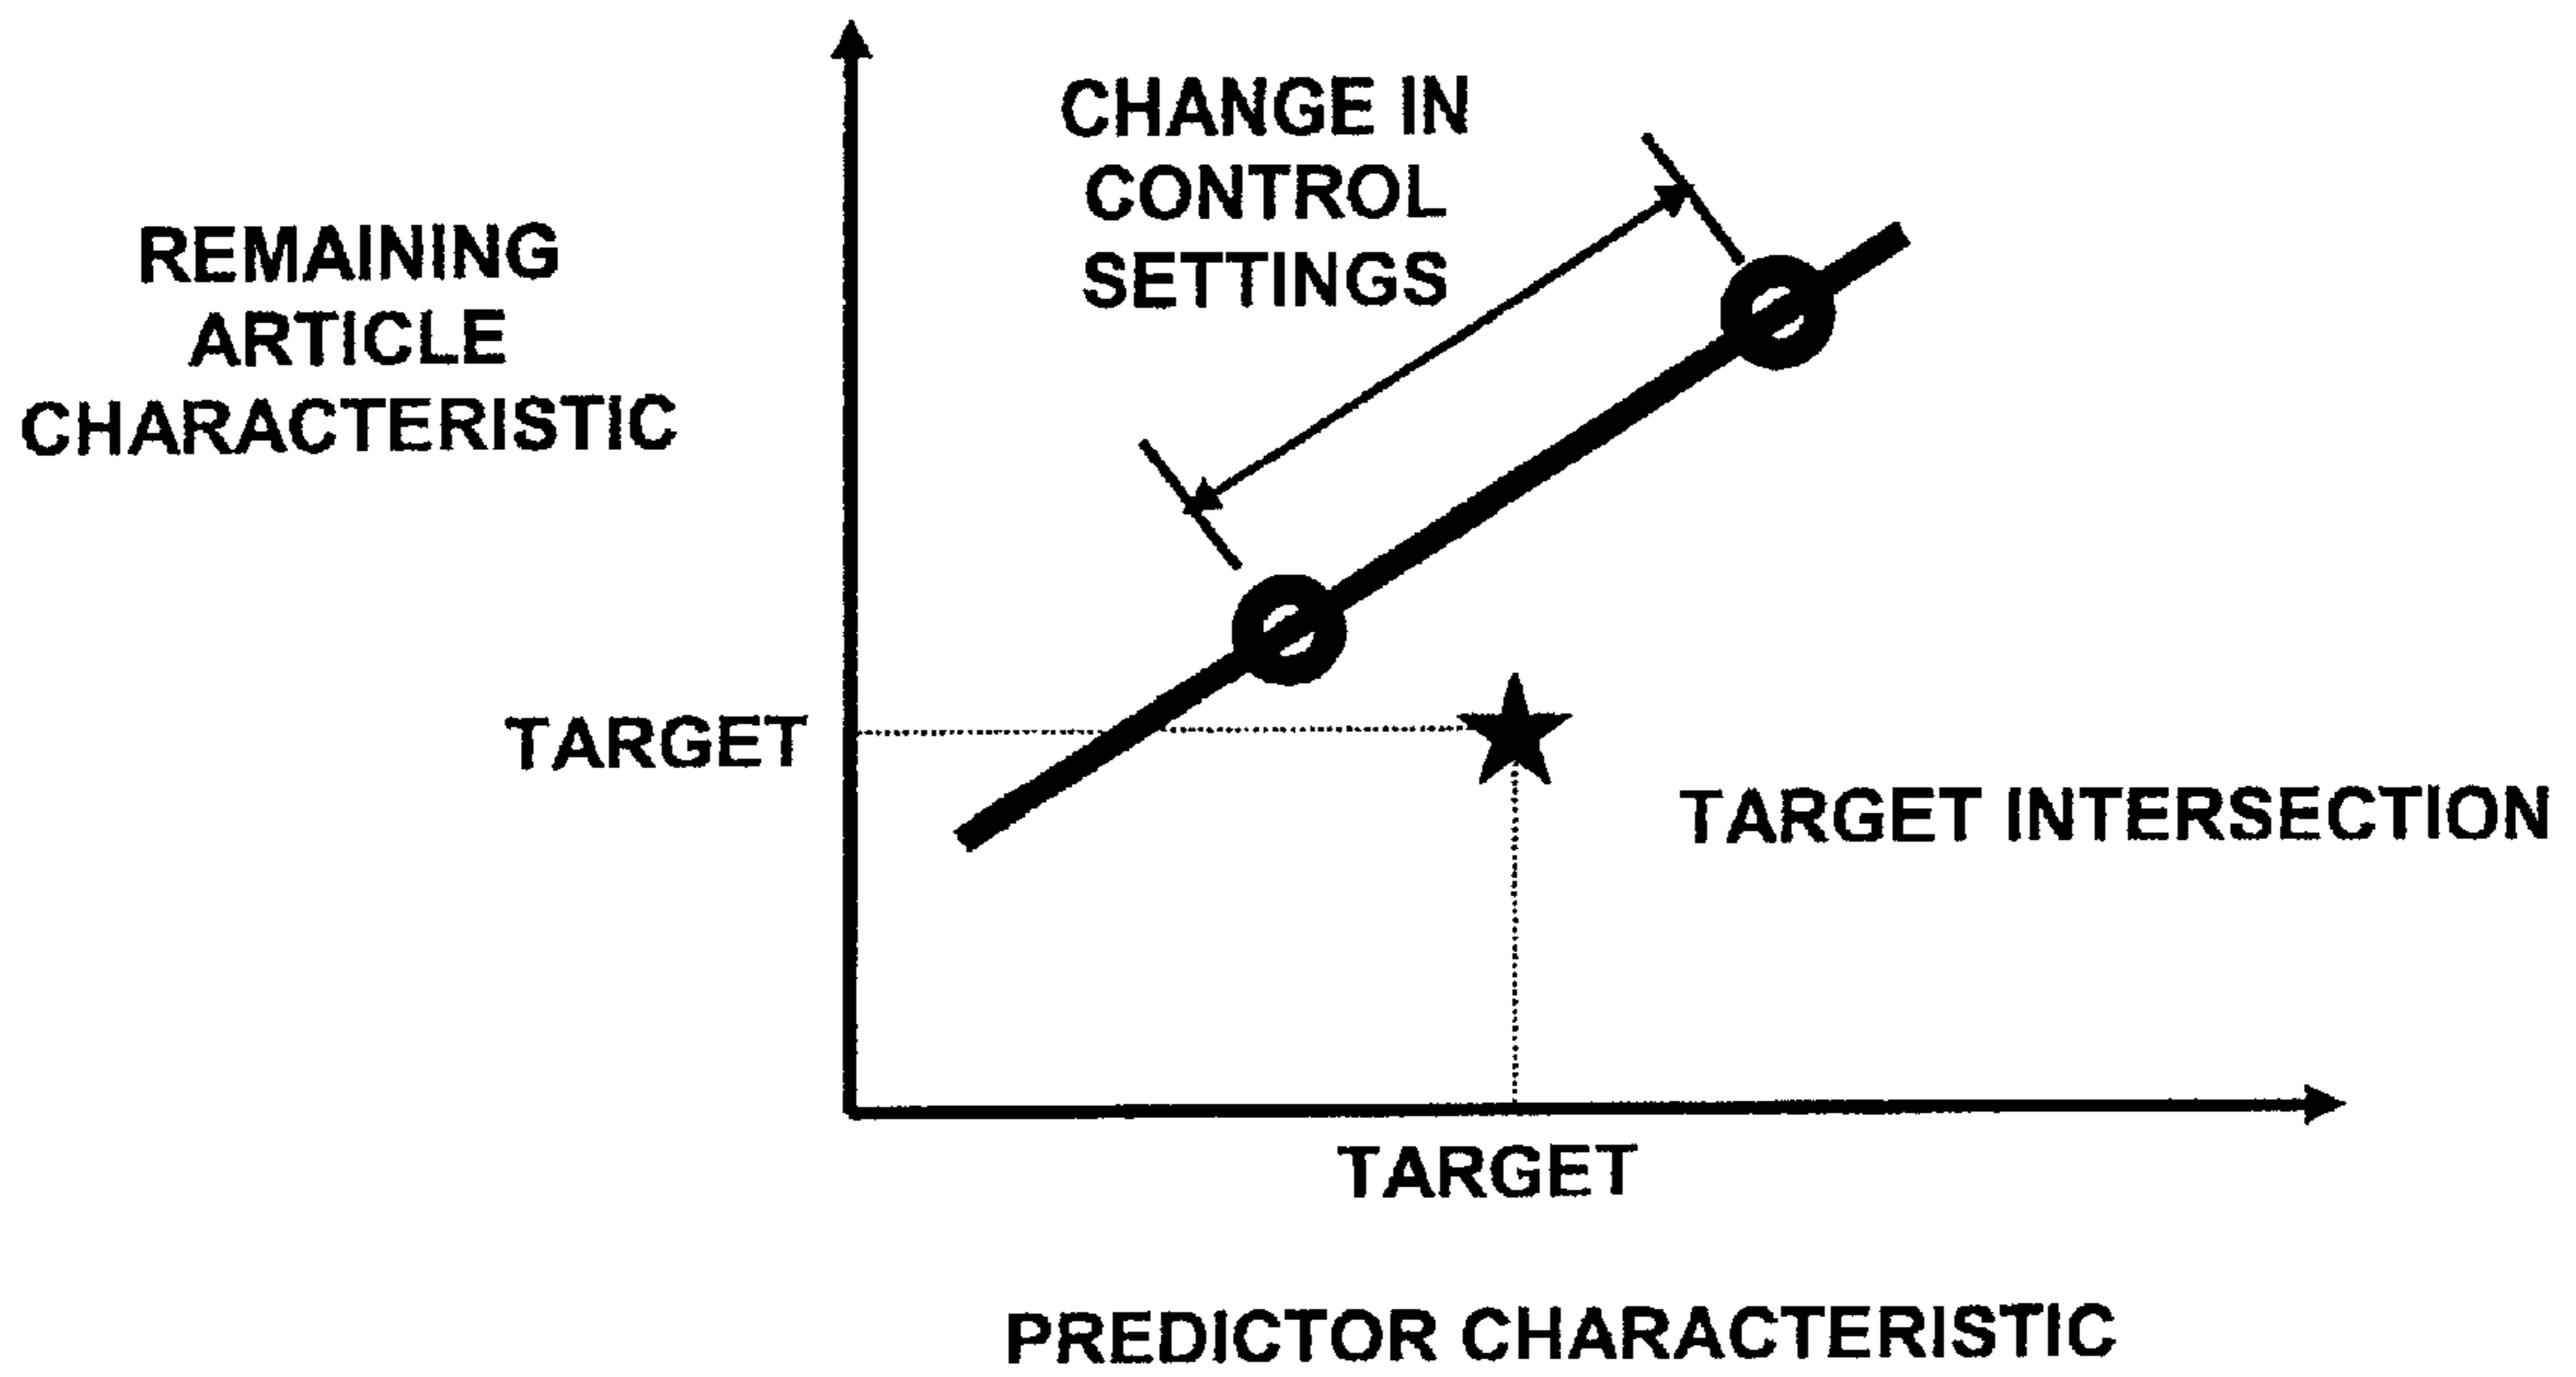 CHANGE IN
CONTROL
SETTINGS
REMAINING
ARTICLE
CHARACTERISTIC
TARGET
TARGET INTERSECTION
TARGET
PREDICTOR CHARACTERISTIC